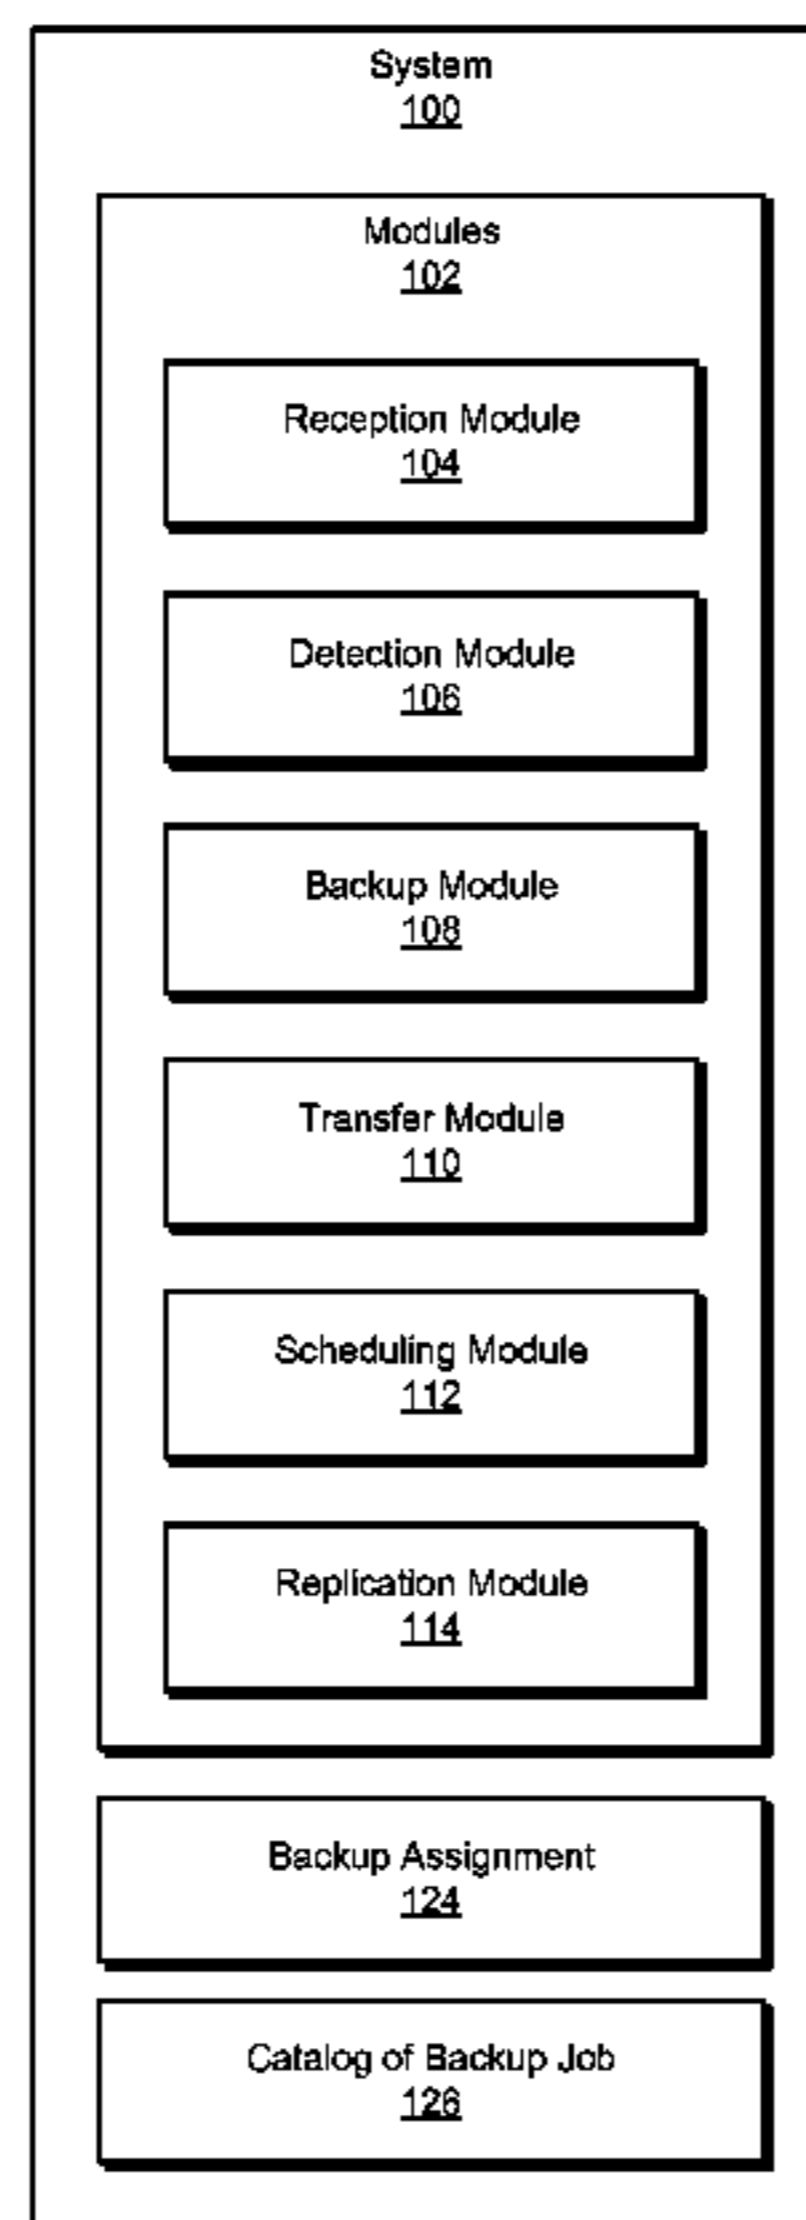 System
100
Modules
102
Reception Module
104
Detection Module
106
Backup Module
108
Transfer Module
110
Scheduling Module
112
Replication Module
114
Backup Assignment
124
Catalog of Backup Job
126